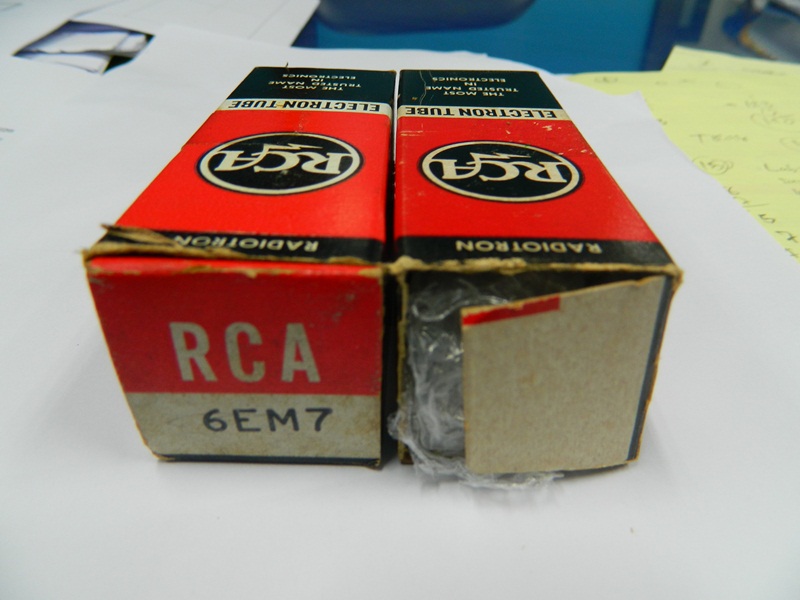 THE MOST
TRUSTED NAME
IN
ELECTRONICS
ELECTRON TUBE
RCA
RADIOTRON
RCA
6EM7
THE MOST
TRUSTED NAME
IN
ELECTRONICS
ELECTRON TUBE
RCA
RADIOTRON